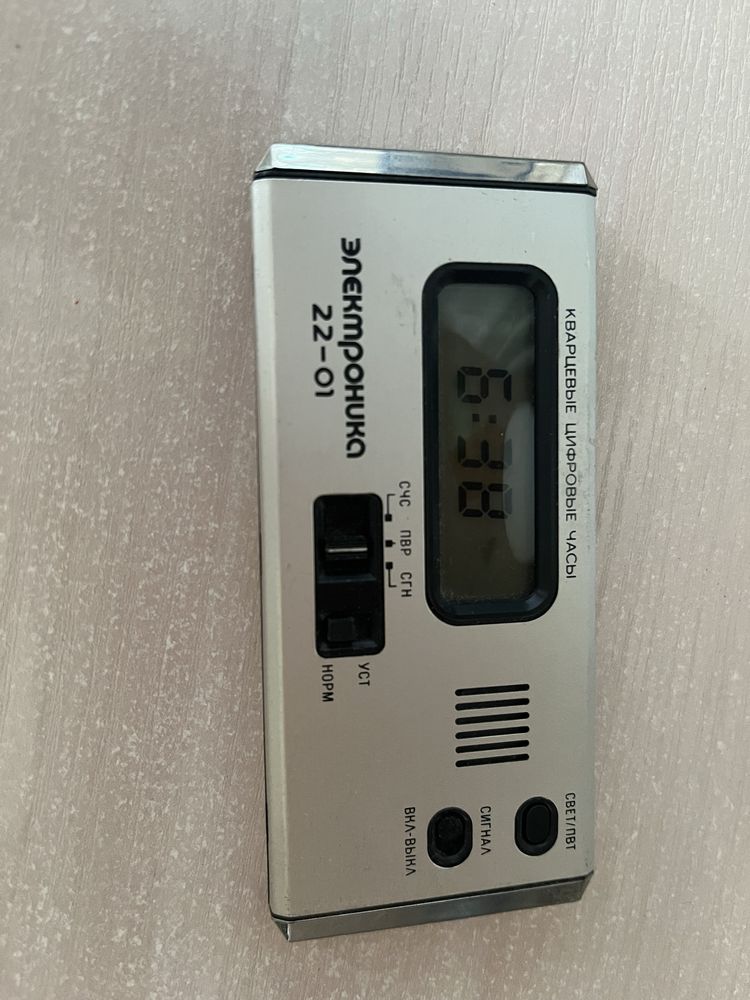 КВАРЦЕВЫЕ ЦИФРОВЫЕ ЧАСЫ
6:38
СВЕТ/ПВТ
СИГНАЛ
ВКЛ-ВЫКЛ
СЧС ПВР СГН
Электроника
22-01
УСТ
НОРМ